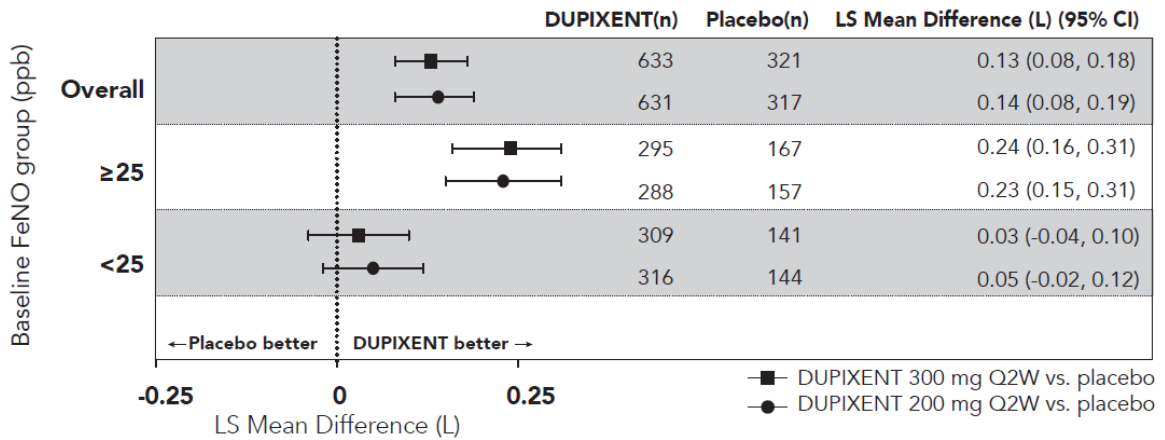 DUPIXENT(n) Placebo(n) LS Mean Difference (L) (95% CI)
Baseline FeNO group (ppb)
Overall
633 321 0.13 (0.08, 0.18)
631 317 0.14 (0.08, 0.19)
≥25
295 167 0.24 (0.16, 0.31)
288 157 0.23 (0.15, 0.31)
<25
309 141 0.03 (-0.04, 0.10)
316 144 0.05 (-0.02, 0.12)
←Placebo better DUPIXENT better →
-0.25 0 0.25
LS Mean Difference (L)
DUPIXENT 300 mg Q2W vs. placebo
DUPIXENT 200 mg Q2W vs. placebo